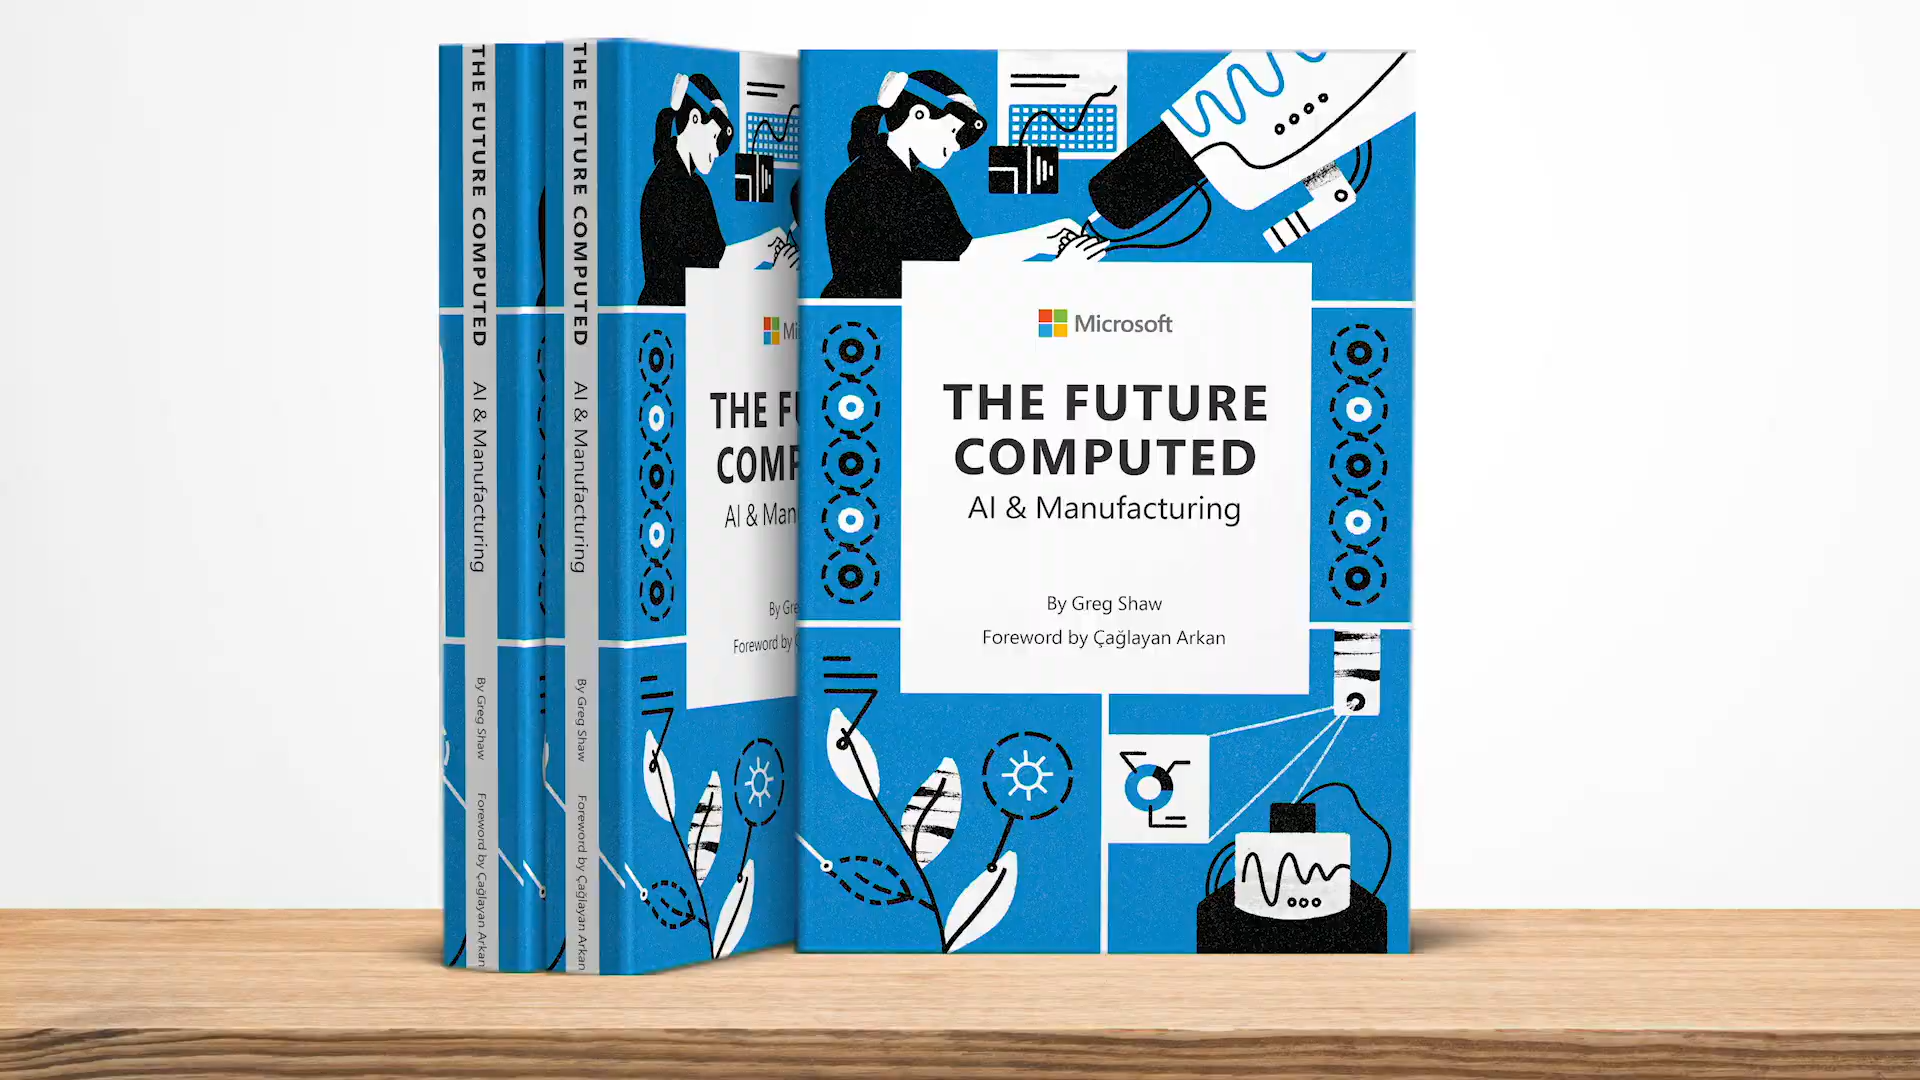 THE FUTURE COMPUTED AI & Manufacturing By Greg Shaw Foreword by Çağlayan Arkan
THE FUTURE COMPUTED AI & Manufacturing By Greg Shaw Foreword by Çağlayan Arkan
THE
COMP
AI & Man
By Gre
Foreword by
Microsoft
THE FUTURE
COMPUTED
AI & Manufacturing
By Greg Shaw
Foreword by Çağlayan Arkan